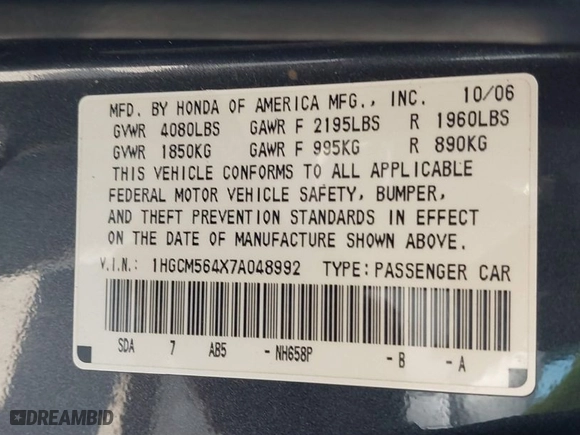 MFD. BY HONDA OF AMERICA MFG., INC. 10/06
GVWR 4080LBS GAWR F 2195LBS R 1960LBS
GVWR 1850KG GAWR F 995KG R 890KG
THIS VEHICLE CONFORMS TO ALL APPLICABLE
FEDERAL MOTOR VEHICLE SAFETY, BUMPER,
AND THEFT PREVENTION STANDARDS IN EFFECT
ON THE DATE OF MANUFACTURE SHOWN ABOVE.
V.I.N.: 1HGCM564X7A048992 TYPE: PASSENGER CAR
SDA 7 AB5 - NH658P - B - A
DREAMBID